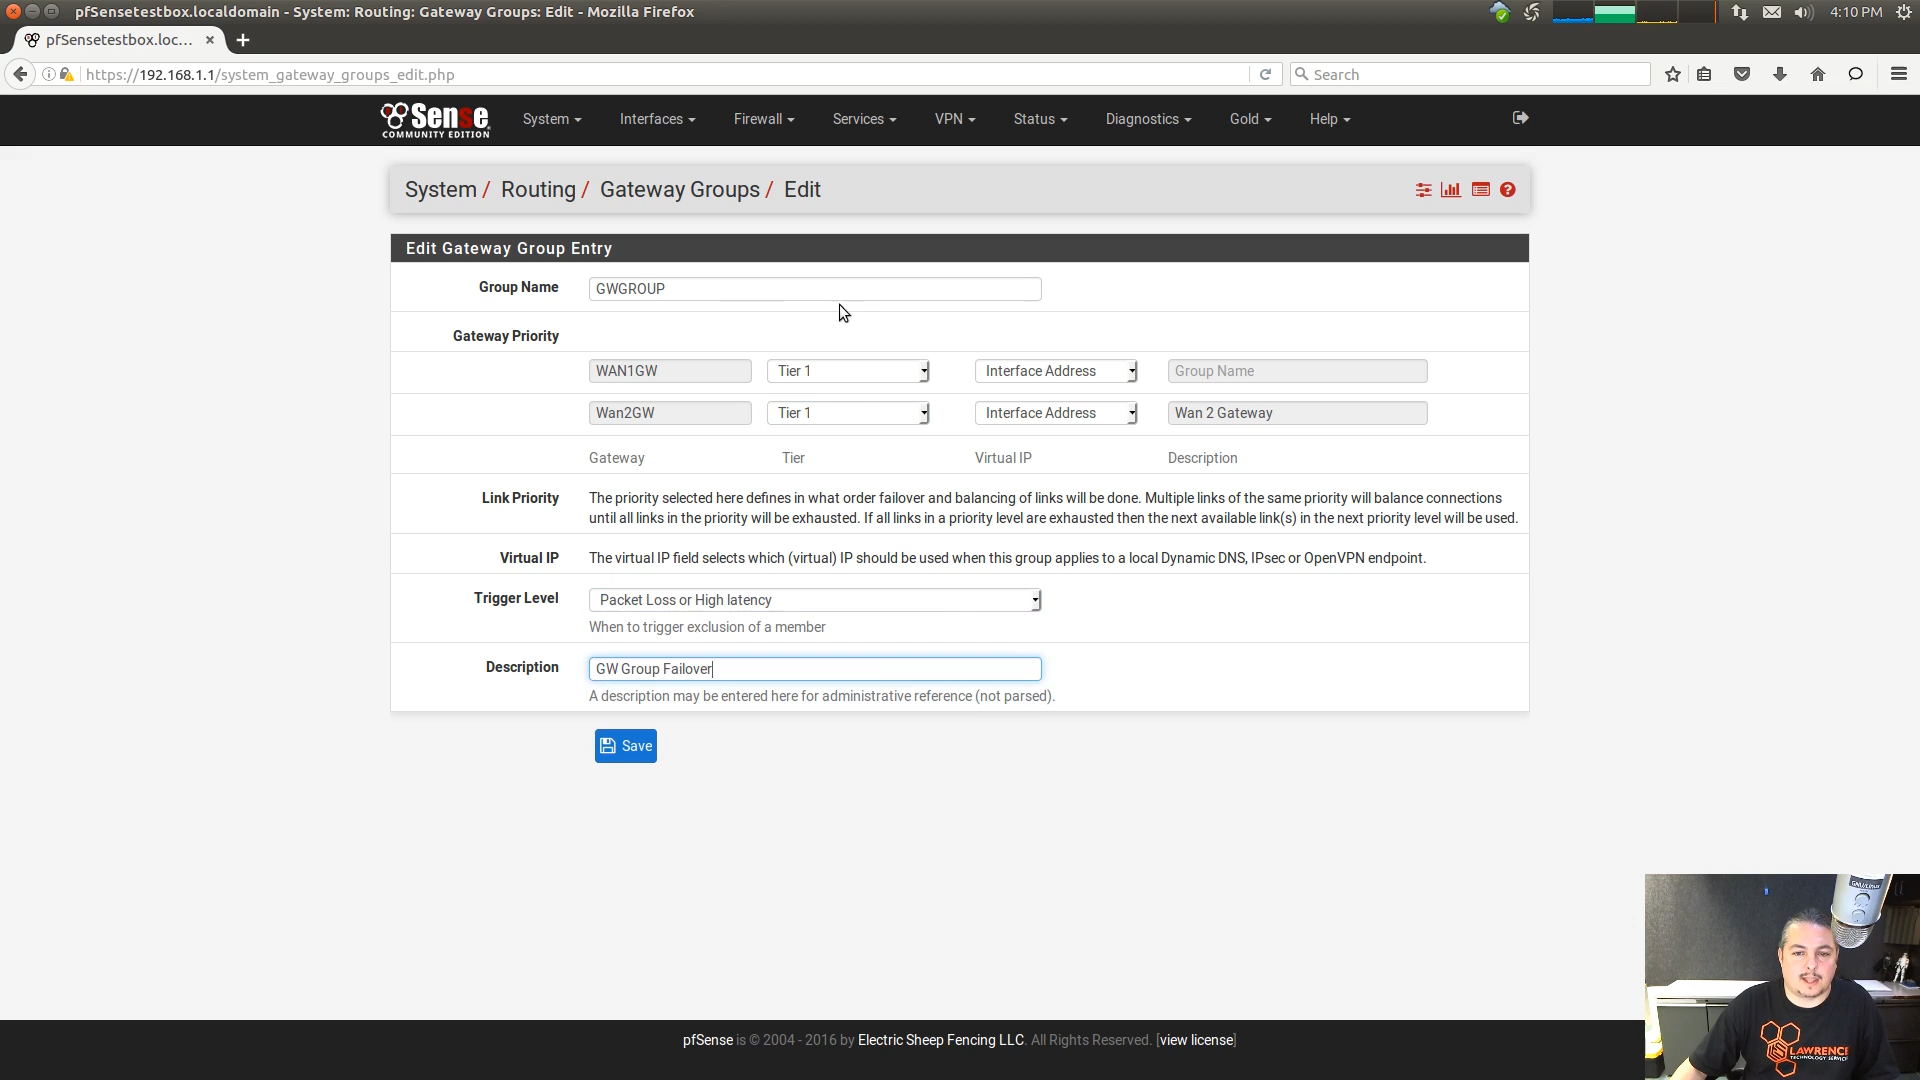 pfSensetestbox.localdomain - System: Routing: Gateway Groups: Edit - Mozilla Firefox
4:10 PM
pfSensetestbox.loc...
https://192.168.1.1/system_gateway_groups_edit.php
Search
Sense
COMMUNITY EDITION
System
Interfaces
Firewall
Services
VPN
Status
Diagnostics
Gold
Help
System / Routing / Gateway Groups / Edit
Edit Gateway Group Entry
Group Name
GWGROUP
Gateway Priority
WAN1GW
Tier 1
Interface Address
Group Name
Wan2GW
Tier 1
Interface Address
Wan 2 Gateway
Gateway
Tier
Virtual IP
Description
Link Priority
The priority selected here defines in what order failover and balancing of links will be done. Multiple links of the same priority will balance connections
until all links in the priority will be exhausted. If all links in a priority level are exhausted then the next available link(s) in the next priority level will be used.
Virtual IP
The virtual IP field selects which (virtual) IP should be used when this group applies to a local Dynamic DNS, IPsec or OpenVPN endpoint.
Trigger Level
Packet Loss or High latency
When to trigger exclusion of a member
Description
GW Group Failover
A description may be entered here for administrative reference (not parsed).
Save
pfSense is © 2004 - 2016 by Electric Sheep Fencing LLC. All Rights Reserved. [view license]
LAWRENCE
TECHNOLOGY SERVICES